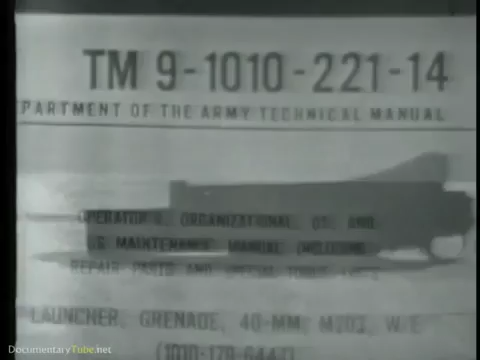 TM 9-1010-221-14
PARTMENT OF THE ARMY TECHNICAL MANUAL
OPERATOR'S, ORGANIZATIONAL, DS, AND
GS MAINTENANCE MANUAL (INCLUDING
REPAIR PARTS AND SPECIAL TOOLS LIST)
LAUNCHER, GRENADE, 40-MM, M203, W/E
(1010-179-6447)
DocumentaryTube.net